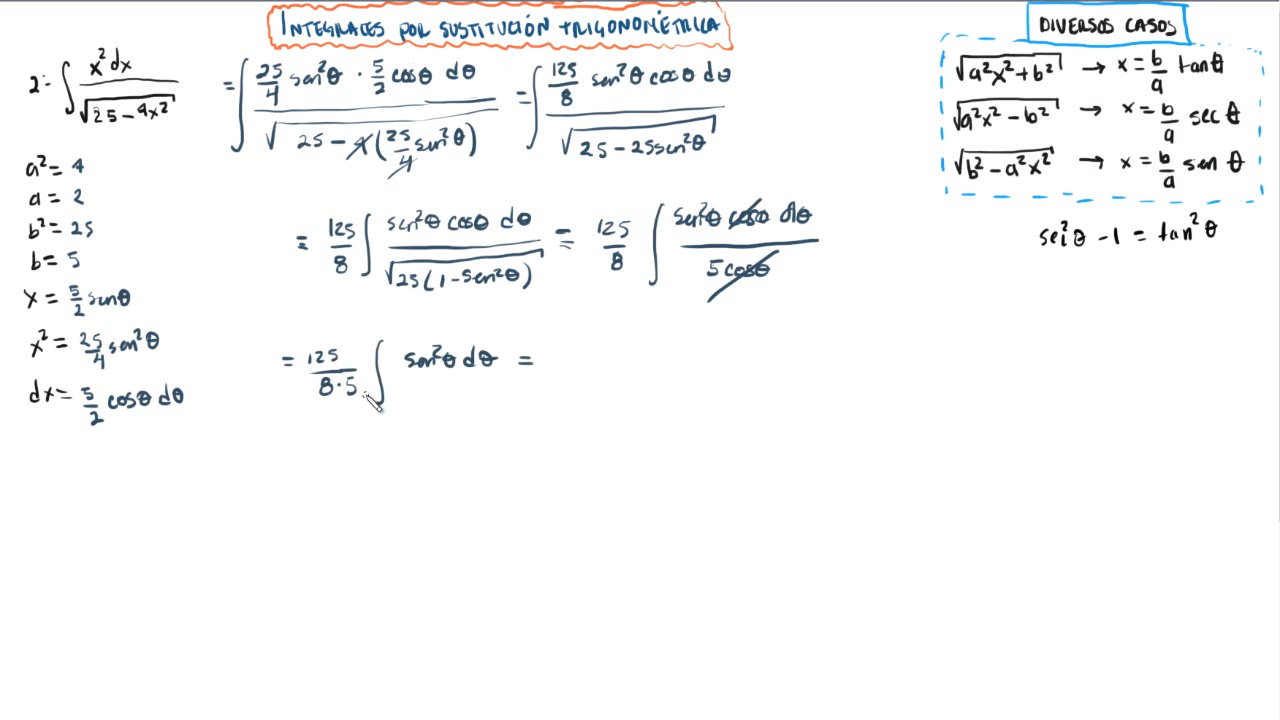 INTEGRALES POR SUSTITUCIÓN TRIGONOMÉTRICA
DIVERSOS CASOS
2.- ∫ x² dx / √(25 - 4x²) = ∫ 25/4 sen²θ · 5/2 cosθ dθ / √(25 - 4(25/4 sen²θ)) = ∫ 125/8 sen²θ cosθ dθ / √(25 - 25sen²θ)
√(a²x² + b²) → x = b/a tanθ
√(a²x² - b²) → x = b/a sec θ
√(b² - a²x²) → x = b/a sen θ
a² = 4
a = 2
b² = 25
b = 5
x = 5/2 senθ
x² = 25/4 sen²θ
dx = 5/2 cosθ dθ
= 125/8 ∫ sen²θ cosθ dθ / √(25(1 - sen²θ)) = 125/8 ∫ sen²θ cosθ dθ / 5cosθ
sec²θ - 1 = tan²θ
= 125/8·5 ∫ sen²θ dθ =